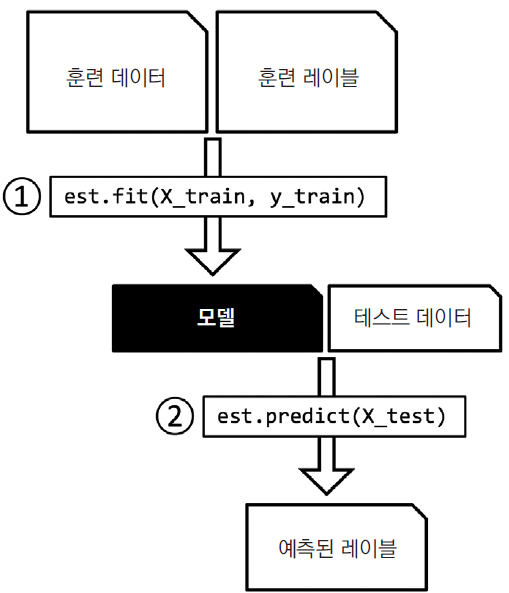 훈련 데이터
훈련 레이블
① est.fit(X_train, y_train)
모델
테스트 데이터
② est.predict(X_test)
예측된 레이블